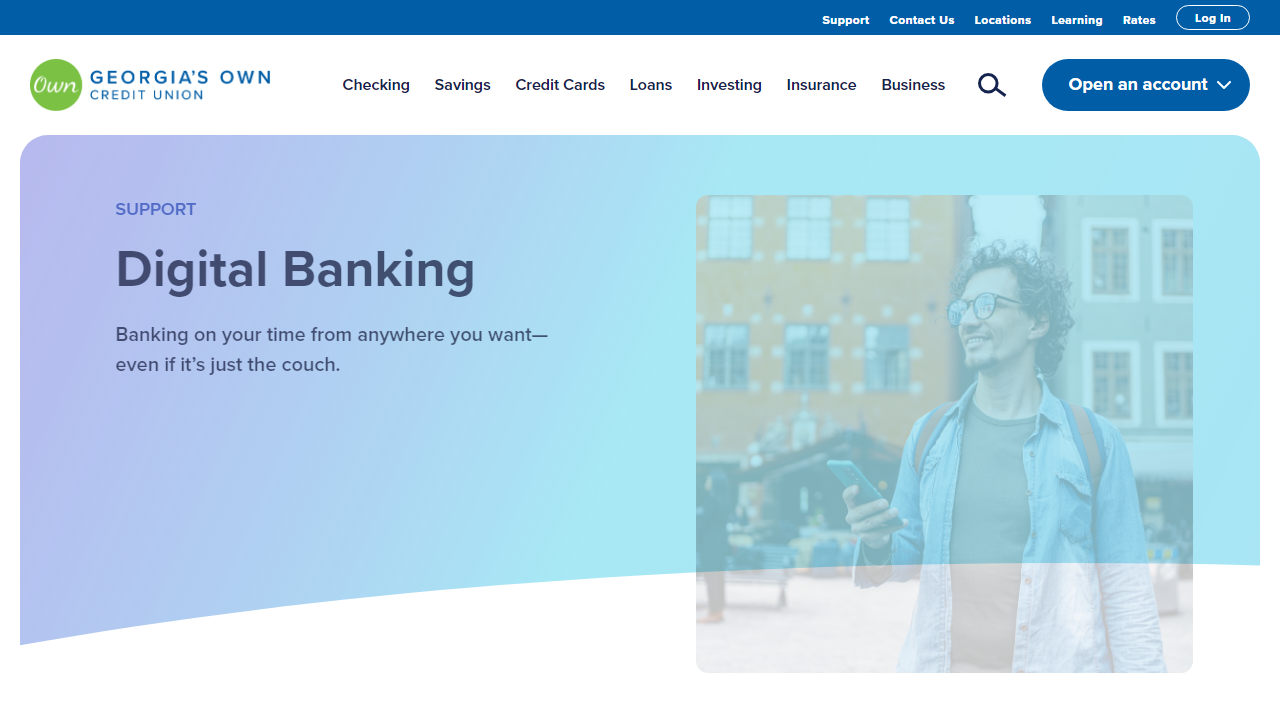 Support Contact Us Locations Learning Rates Log In
Own GEORGIA'S OWN
CREDIT UNION
Checking Savings Credit Cards Loans Investing Insurance Business Open an account
SUPPORT
Digital Banking
Banking on your time from anywhere you want—
even if it’s just the couch.